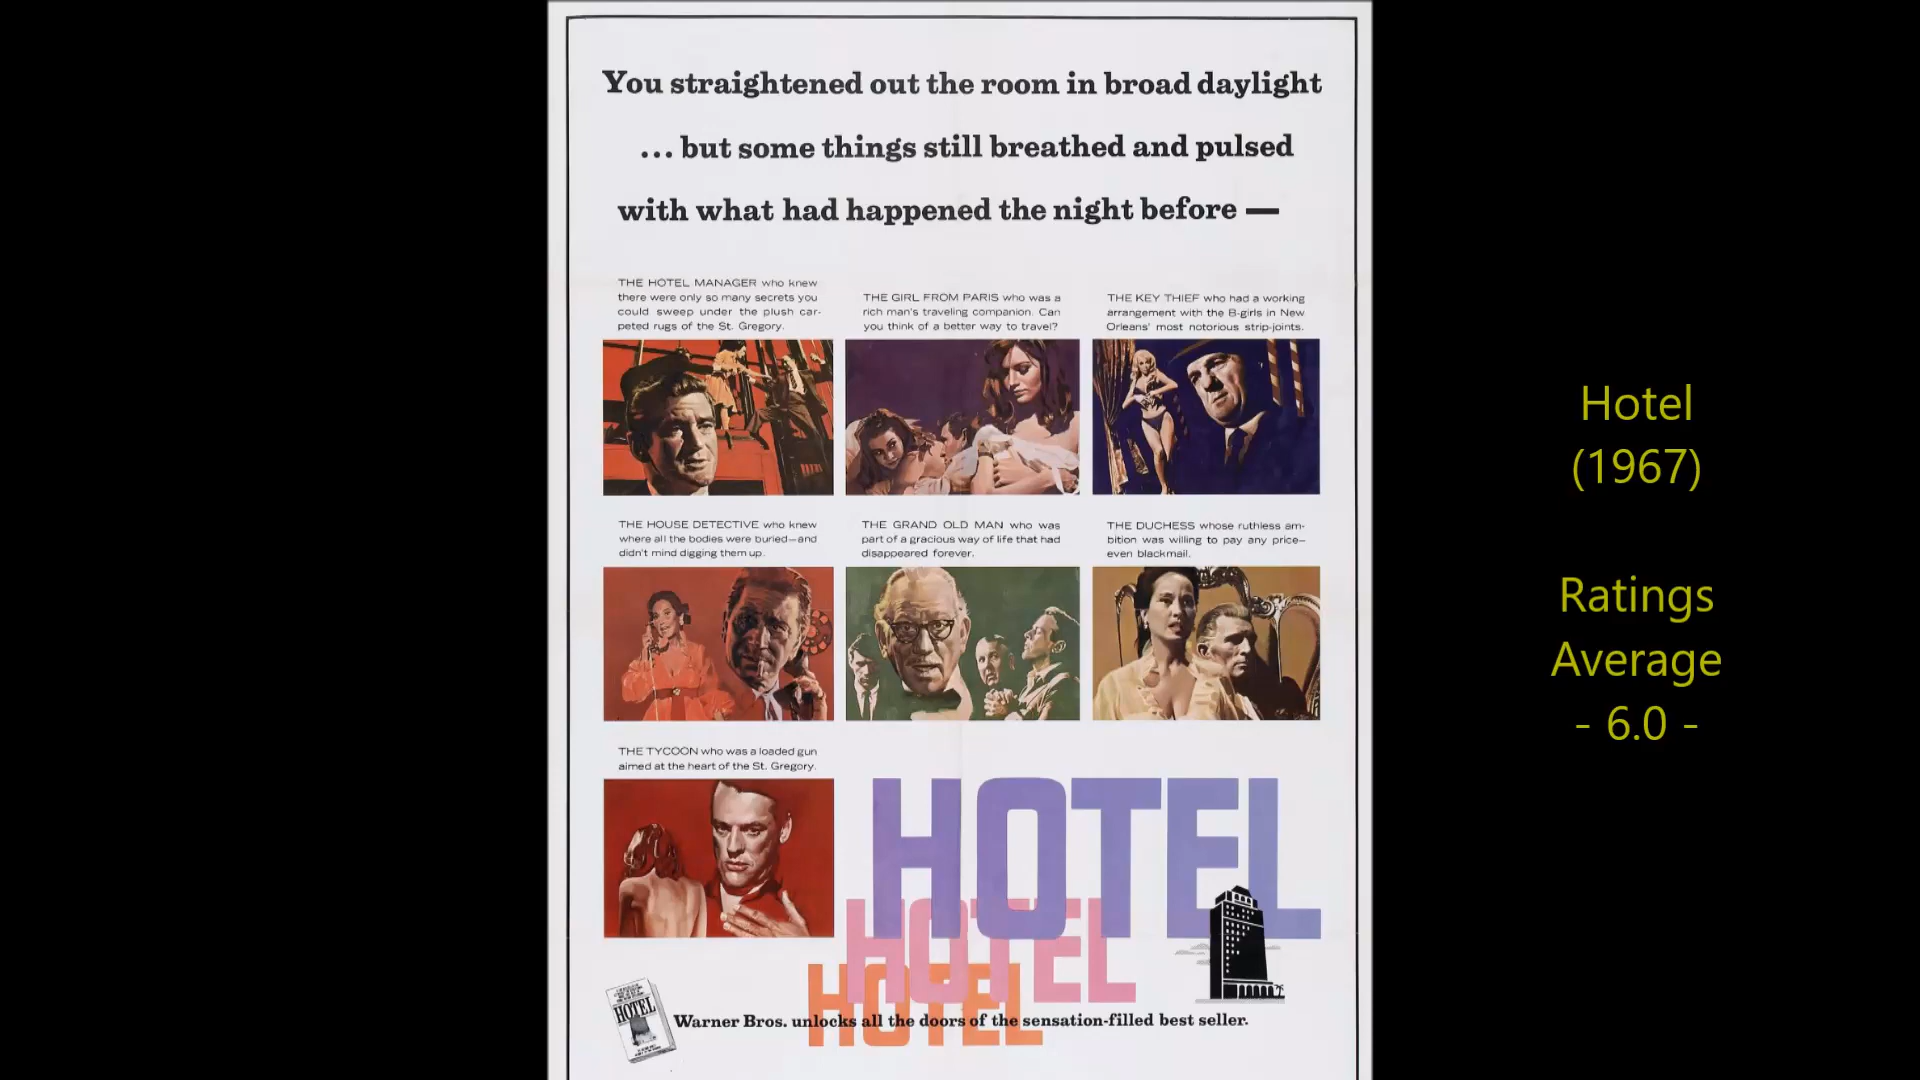 You straightened out the room in broad daylight
... but some things still breathed and pulsed
with what had happened the night before —
THE HOTEL MANAGER who knew
there were only so many secrets you
could sweep under the plush car-
peted rugs of the St. Gregory.
THE GIRL FROM PARIS who was a
rich man's traveling companion. Can
you think of a better way to travel?
THE KEY THIEF who had a working
arrangement with the B-girls in New
Orleans' most notorious strip-joints.
THE HOUSE DETECTIVE who knew
where all the bodies were buried—and
didn't mind digging them up.
THE GRAND OLD MAN who was
part of a gracious way of life that had
disappeared forever.
THE DUCHESS whose ruthless am-
bition was willing to pay any price—
even blackmail.
THE TYCOON who was a loaded gun
aimed at the heart of the St. Gregory.
HOTEL
HOTEL
HOTEL
HOTEL
Warner Bros. unlocks all the doors of the sensation-filled best seller.
Hotel
(1967)
Ratings
Average
- 6.0 -